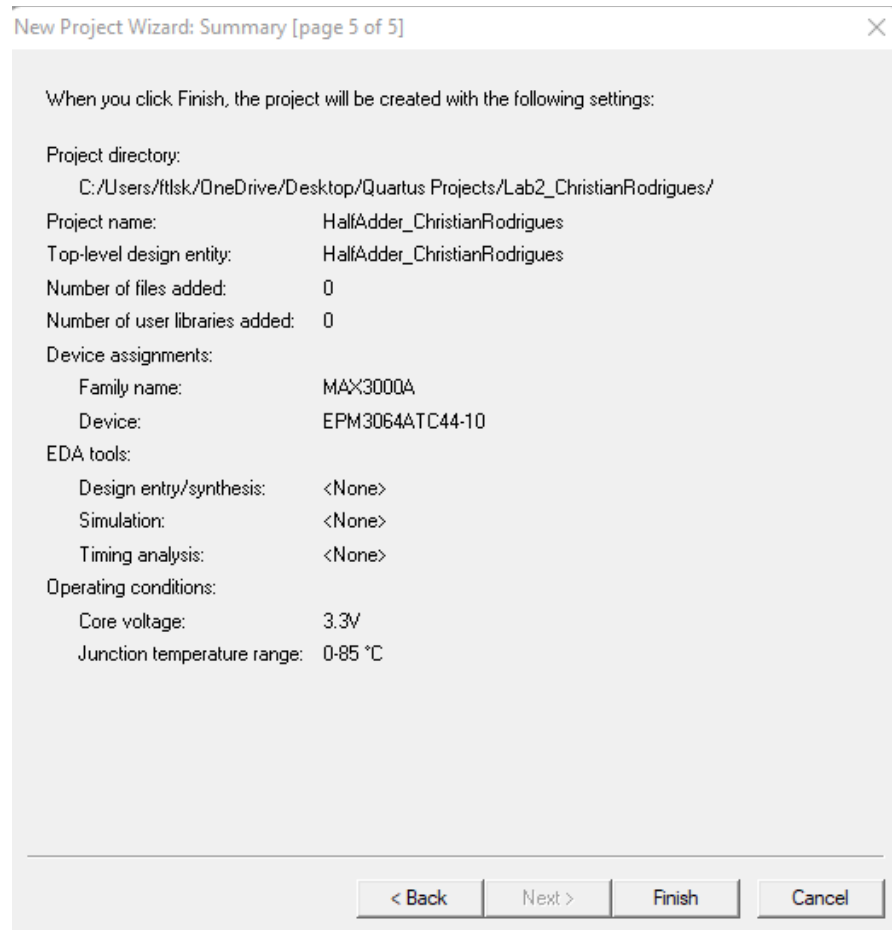 New Project Wizard: Summary [page 5 of 5]
When you click Finish, the project will be created with the following settings:
Project directory:
C:/Users/ftlsk/OneDrive/Desktop/Quartus Projects/Lab2_ChristianRodrigues/
Project name: HalfAdder_ChristianRodrigues
Top-level design entity: HalfAdder_ChristianRodrigues
Number of files added: 0
Number of user libraries added: 0
Device assignments:
Family name: MAX3000A
Device: EPM3064ATC44-10
EDA tools:
Design entry/synthesis: <None>
Simulation: <None>
Timing analysis: <None>
Operating conditions:
Core voltage: 3.3V
Junction temperature range: 0-85 °C
< Back Next > Finish Cancel